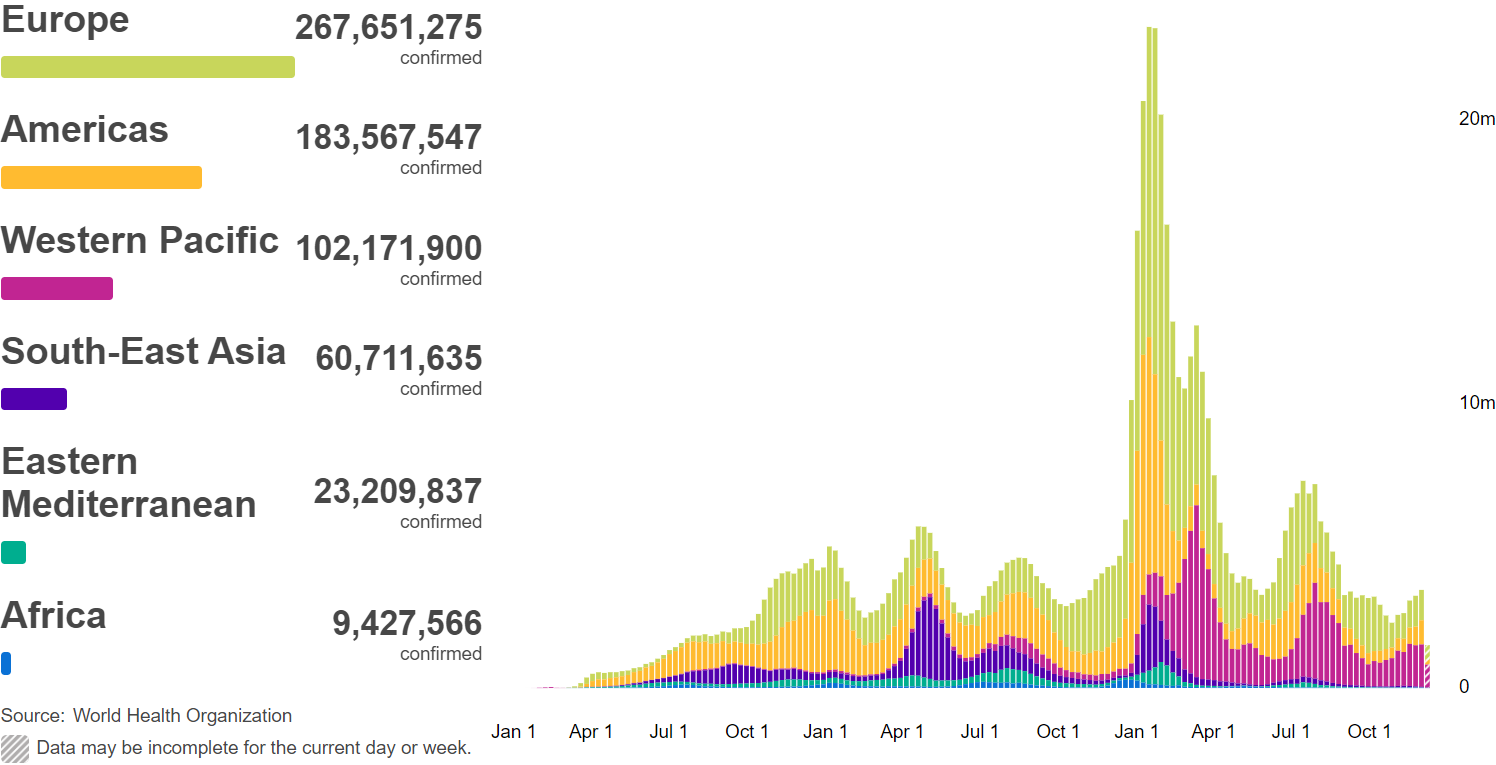 Europe
267,651,275
confirmed
Americas
183,567,547
confirmed
Western Pacific
102,171,900
confirmed
South-East Asia
60,711,635
confirmed
Eastern
Mediterranean
23,209,837
confirmed
Africa
9,427,566
confirmed
Source: World Health Organization
Data may be incomplete for the current day or week.
20m
10m
0
Jan 1 Apr 1 Jul 1 Oct 1 Jan 1 Apr 1 Jul 1 Oct 1 Jan 1 Apr 1 Jul 1 Oct 1